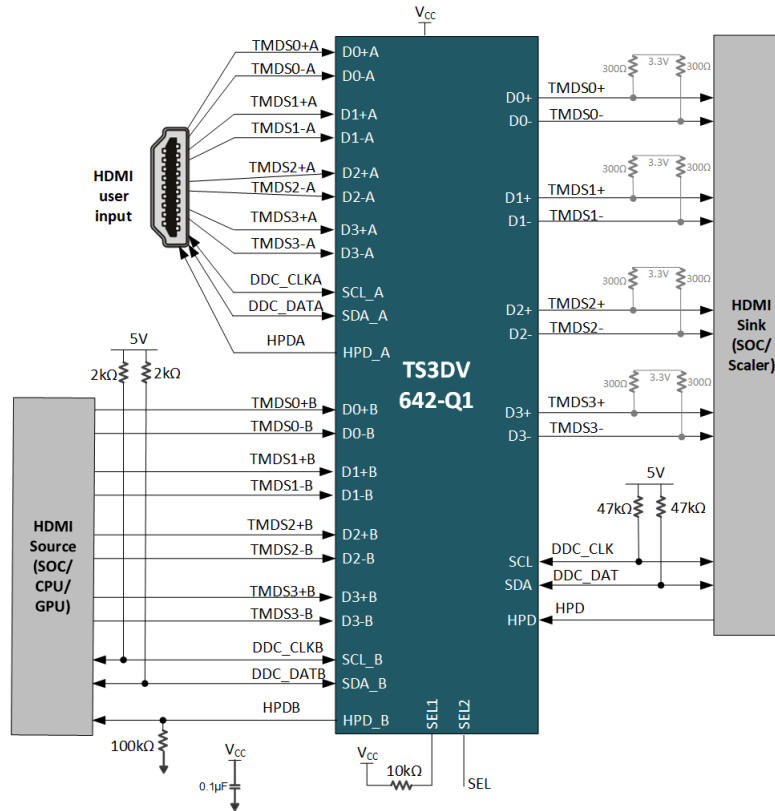 V_CC
TMDS0+A
TMDS0-A
TMDS1+A
TMDS1-A
TMDS2+A
TMDS2-A
TMDS3+A
TMDS3-A
DDC_CLKA
DDC_DATA
HPDA
HDMI
user
input
D0+A
D0-A
D1+A
D1-A
D2+A
D2-A
D3+A
D3-A
SCL_A
SDA_A
HPD_A
TS3DV
642-Q1
5V
2kΩ
2kΩ
HDMI
Source
(SOC/
CPU/
GPU)
TMDS0+B
TMDS0-B
TMDS1+B
TMDS1-B
TMDS2+B
TMDS2-B
TMDS3+B
TMDS3-B
DDC_CLKB
DDC_DATB
HPDB
D0+B
D0-B
D1+B
D1-B
D2+B
D2-B
D3+B
D3-B
SCL_B
SDA_B
HPD_B
100kΩ
V_CC
0.1µF
V_CC
10kΩ
SEL1
SEL2
SEL
D0+
D0-
D1+
D1-
D2+
D2-
D3+
D3-
SCL
SDA
HPD
300Ω
3.3V
300Ω
TMDS0+
TMDS0-
300Ω
3.3V
300Ω
TMDS1+
TMDS1-
300Ω
3.3V
300Ω
TMDS2+
TMDS2-
300Ω
3.3V
300Ω
TMDS3+
TMDS3-
5V
47kΩ
47kΩ
DDC_CLK
DDC_DAT
HPD
HDMI
Sink
(SOC/
Scaler)